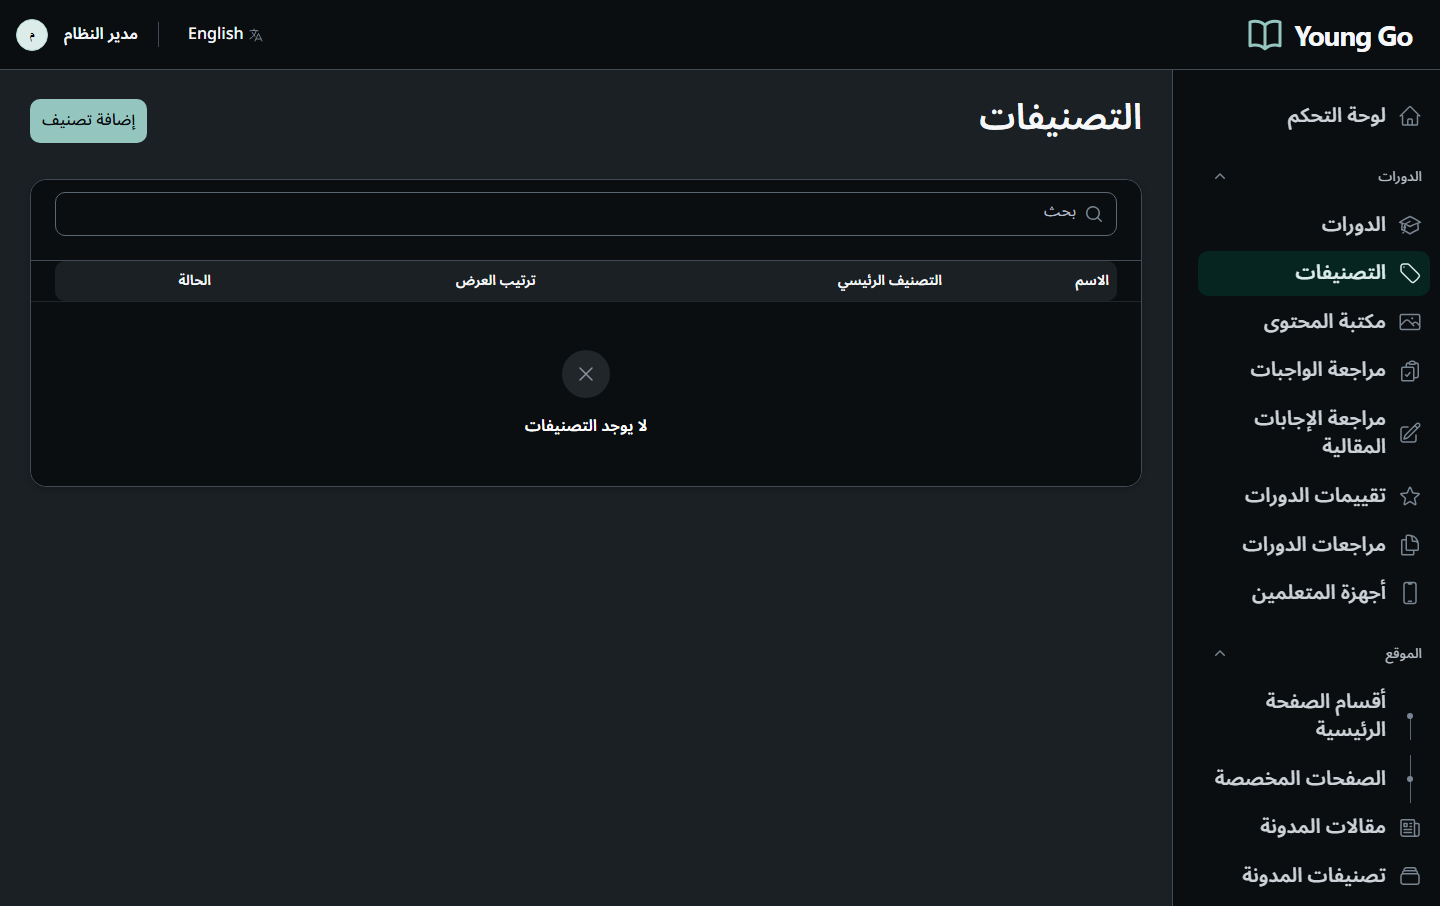 Young Go
English
مدير النظام
م
لوحة التحكم
الدورات
الدورات
التصنيفات
مكتبة المحتوى
مراجعة الواجبات
مراجعة الإجابات
المقالية
تقييمات الدورات
مراجعات الدورات
أجهزة المتعلمين
الموقع
أقسام الصفحة
الرئيسية
الصفحات المخصصة
مقالات المدونة
تصنيفات المدونة
التصنيفات
إضافة تصنيف
بحث
الاسم التصنيف الرئيسي ترتيب العرض الحالة
لا يوجد التصنيفات